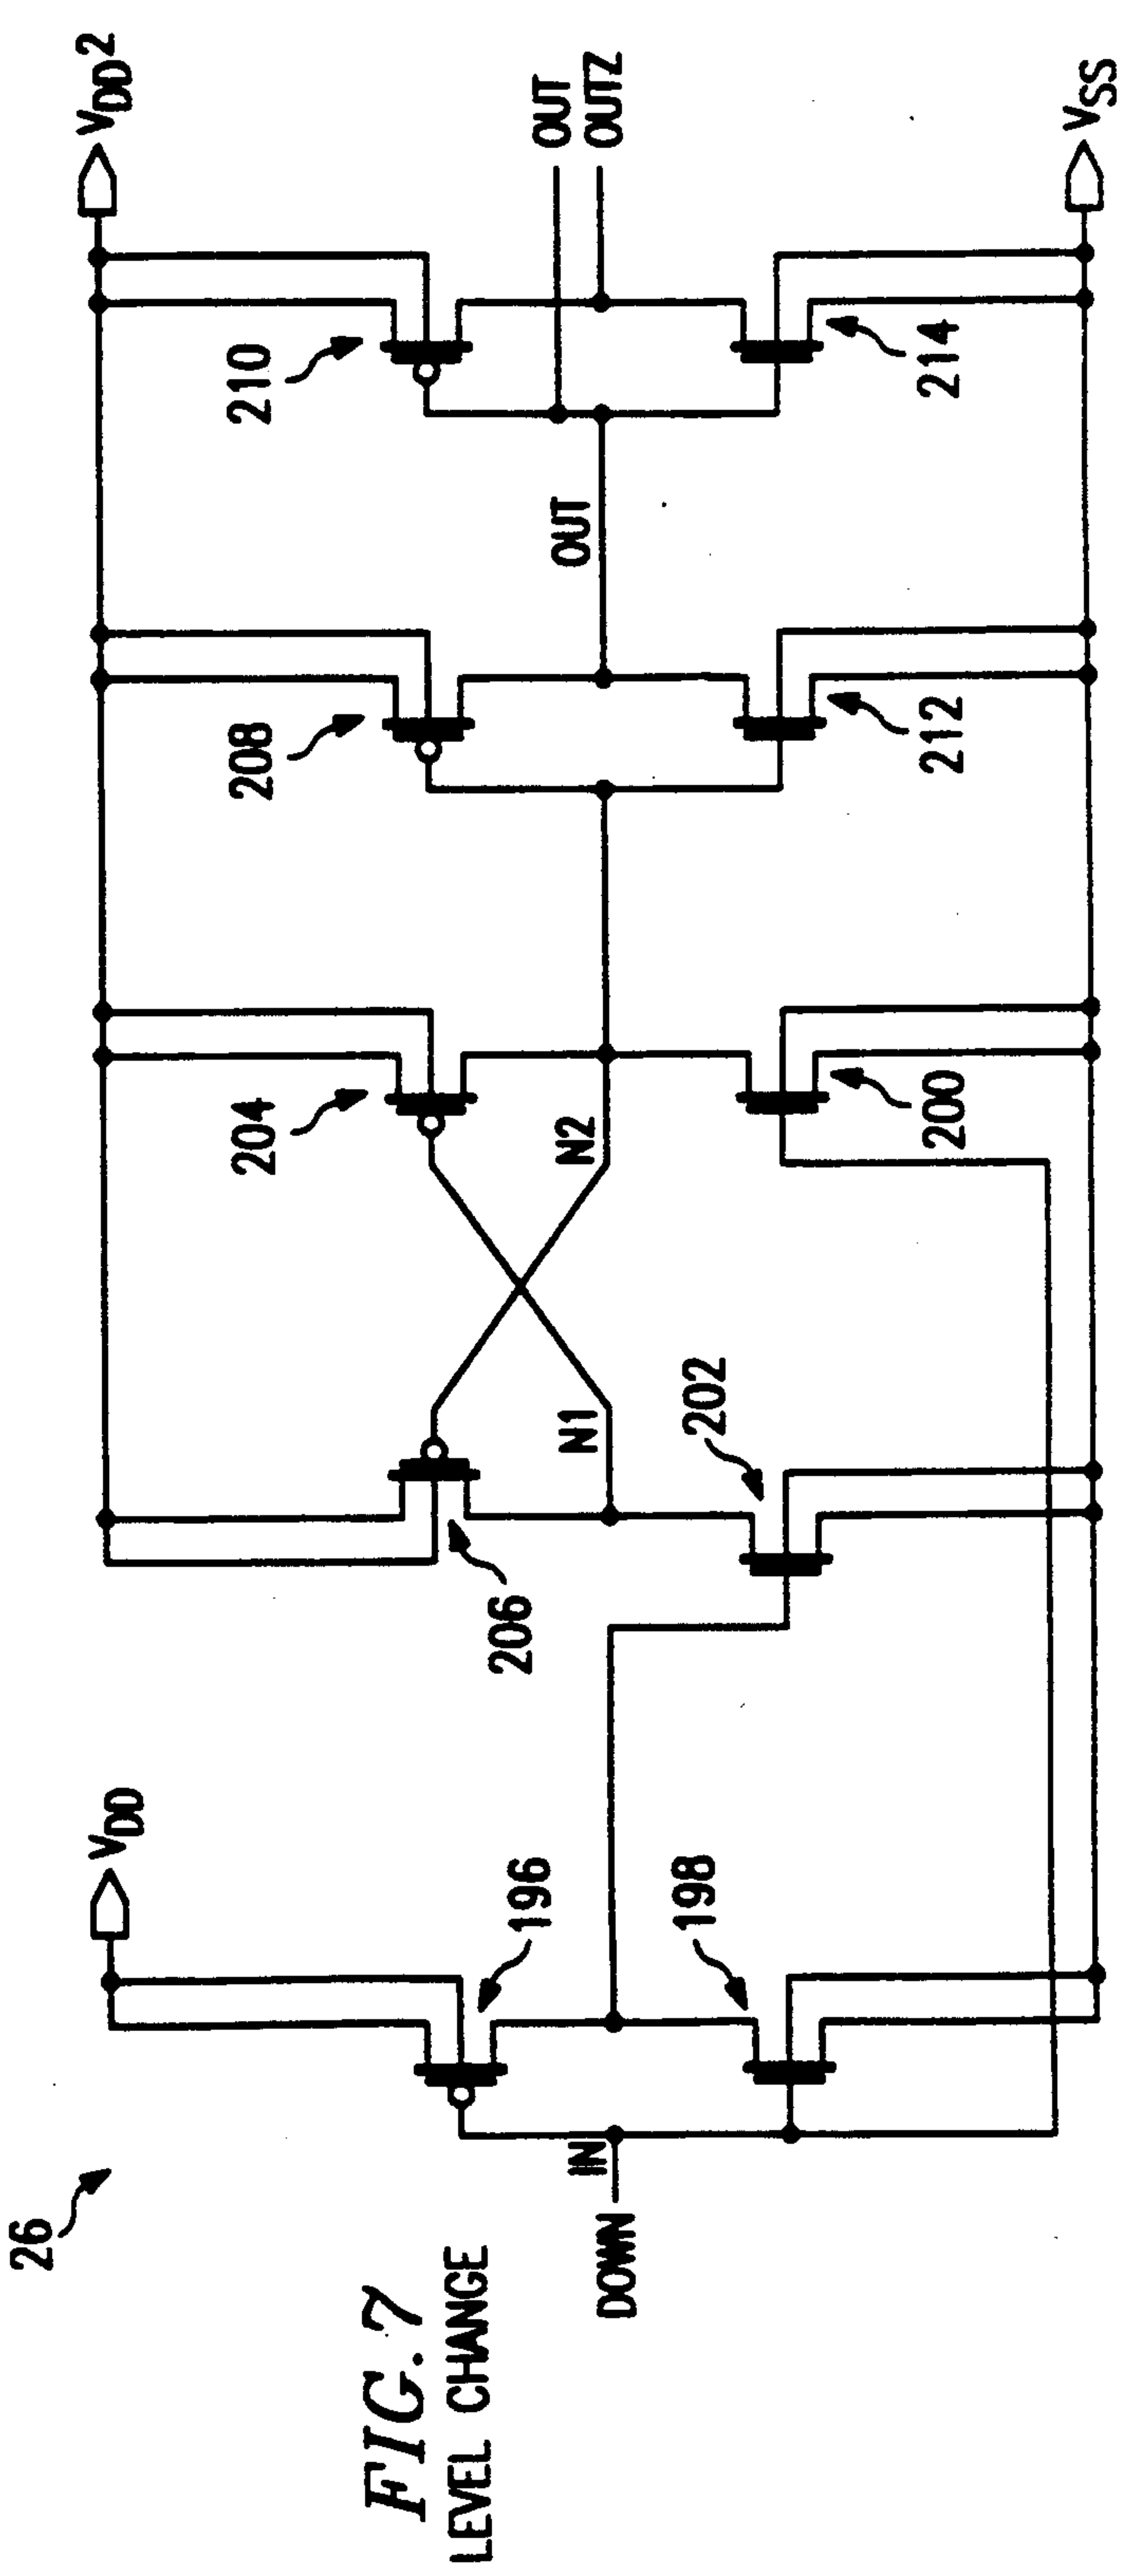 26
FIG. 7
LEVEL CHANGE
DOWN
IN
VDD
196
198
206
202
N1
N2
204
200
208
212
OUT
210
214
OUT
OUTZ
VDD2
VSS